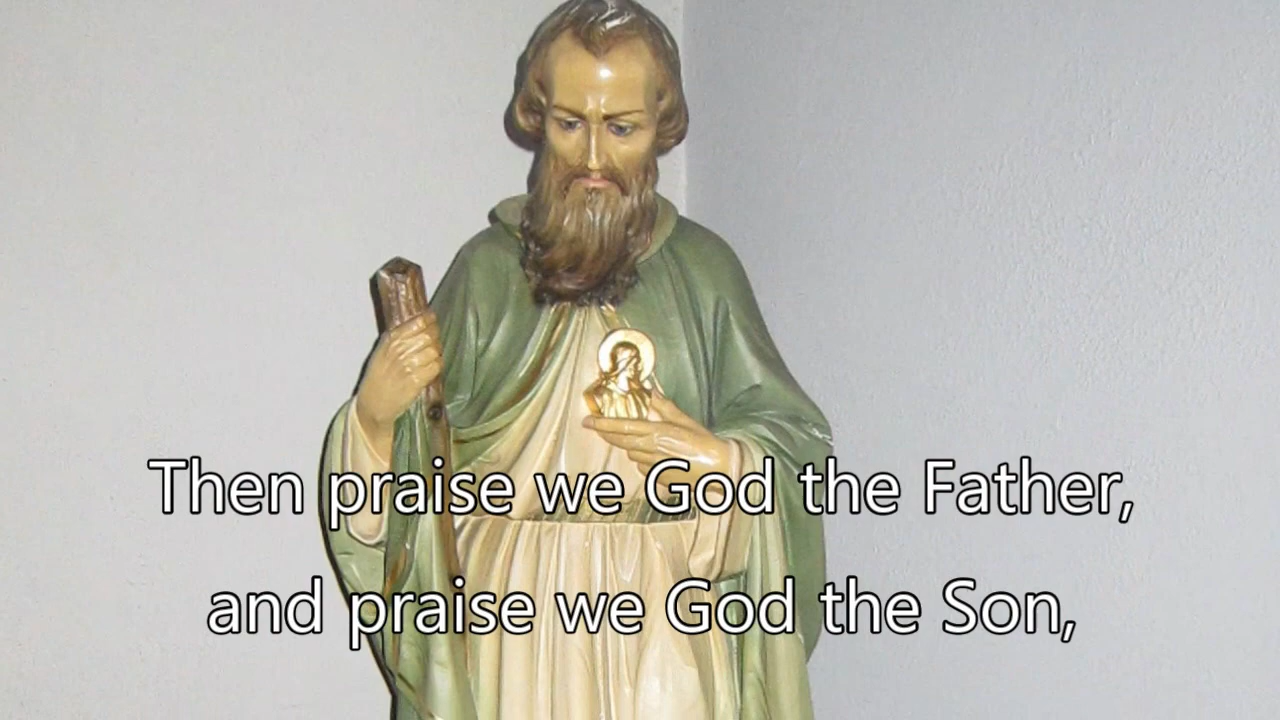 Then praise we God the Father,
and praise we God the Son,